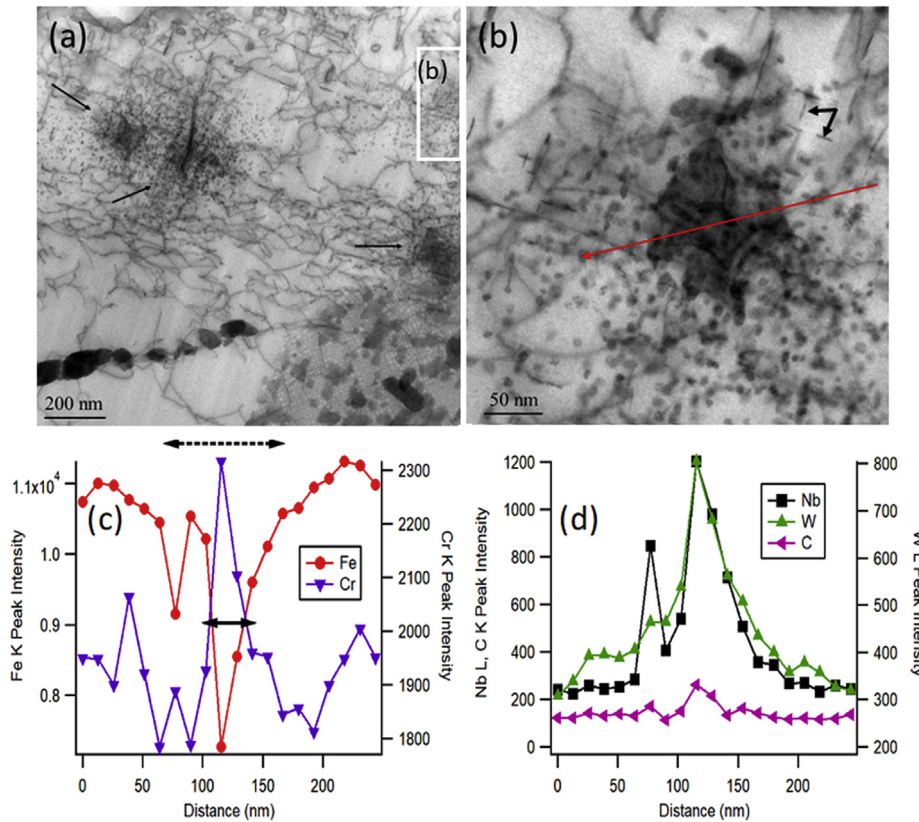 (a)
(b)
200 nm
(b)
50 nm
(c)
Fe K Peak Intensity
1.1x10⁴
1.0
0.9
0.8
Fe
Cr
2300
2200
2100
2000
1900
1800
Cr K Peak Intensity
0 50 100 150 200
Distance (nm)
(d)
Nb L, C K Peak Intensity
1200
1000
800
600
400
200
0
Nb
W
C
800
700
600
500
400
300
200
W L Peak Intensity
0 50 100 150 200
Distance (nm)